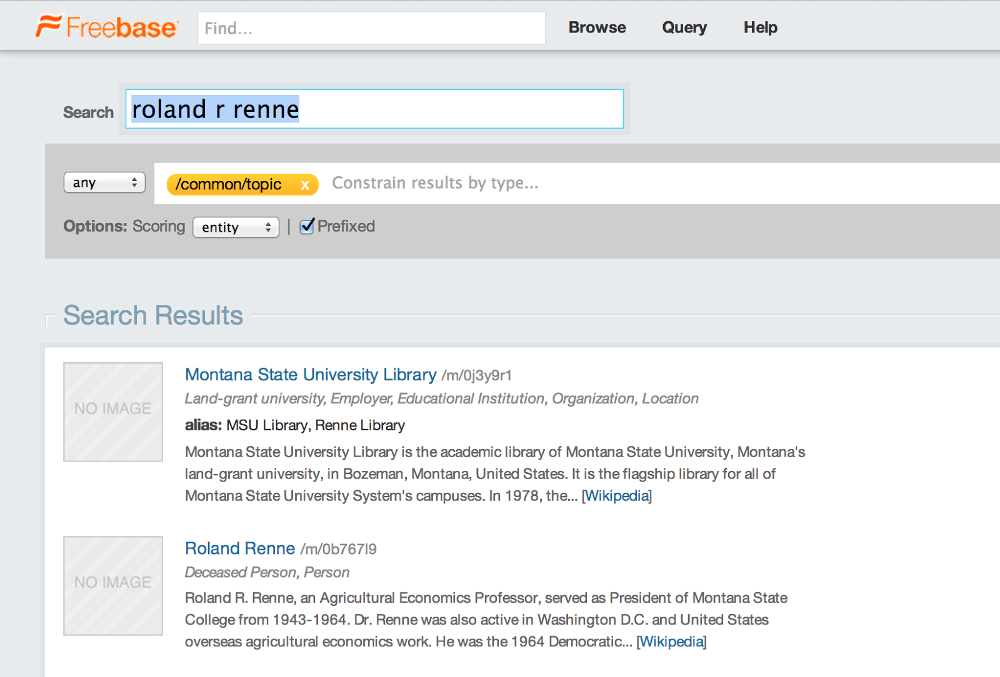 Freebase Find... Browse Query Help
Search roland r renne
any /common/topic x Constrain results by type...
Options: Scoring entity | Prefixed
Search Results
NO IMAGE
Montana State University Library /m/0j3y9r1
Land-grant university, Employer, Educational Institution, Organization, Location
alias: MSU Library, Renne Library
Montana State University Library is the academic library of Montana State University, Montana's
land-grant university, in Bozeman, Montana, United States. It is the flagship library for all of
Montana State University System's campuses. In 1978, the... [Wikipedia]
NO IMAGE
Roland Renne /m/0b767l9
Deceased Person, Person
Roland R. Renne, an Agricultural Economics Professor, served as President of Montana State
College from 1943-1964. Dr. Renne was also active in Washington D.C. and United States
overseas agricultural economics work. He was the 1964 Democratic... [Wikipedia]